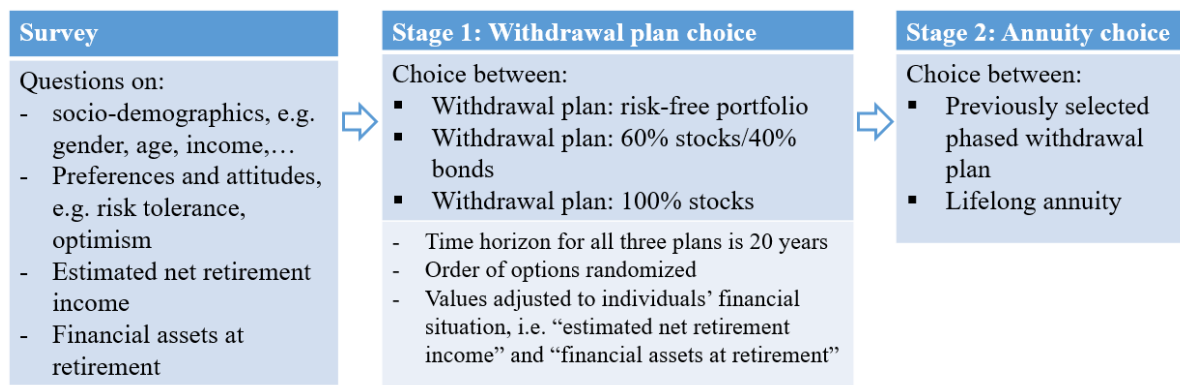 Survey
Questions on:
- socio-demographics, e.g.
gender, age, income,…
- Preferences and attitudes,
e.g. risk tolerance,
optimism
- Estimated net retirement
income
- Financial assets at
retirement
Stage 1: Withdrawal plan choice
Choice between:
▪ Withdrawal plan: risk-free portfolio
▪ Withdrawal plan: 60% stocks/40%
bonds
▪ Withdrawal plan: 100% stocks
- Time horizon for all three plans is 20 years
- Order of options randomized
- Values adjusted to individuals’ financial
situation, i.e. “estimated net retirement
income” and “financial assets at retirement”
Stage 2: Annuity choice
Choice between:
▪ Previously selected
phased withdrawal
plan
▪ Lifelong annuity